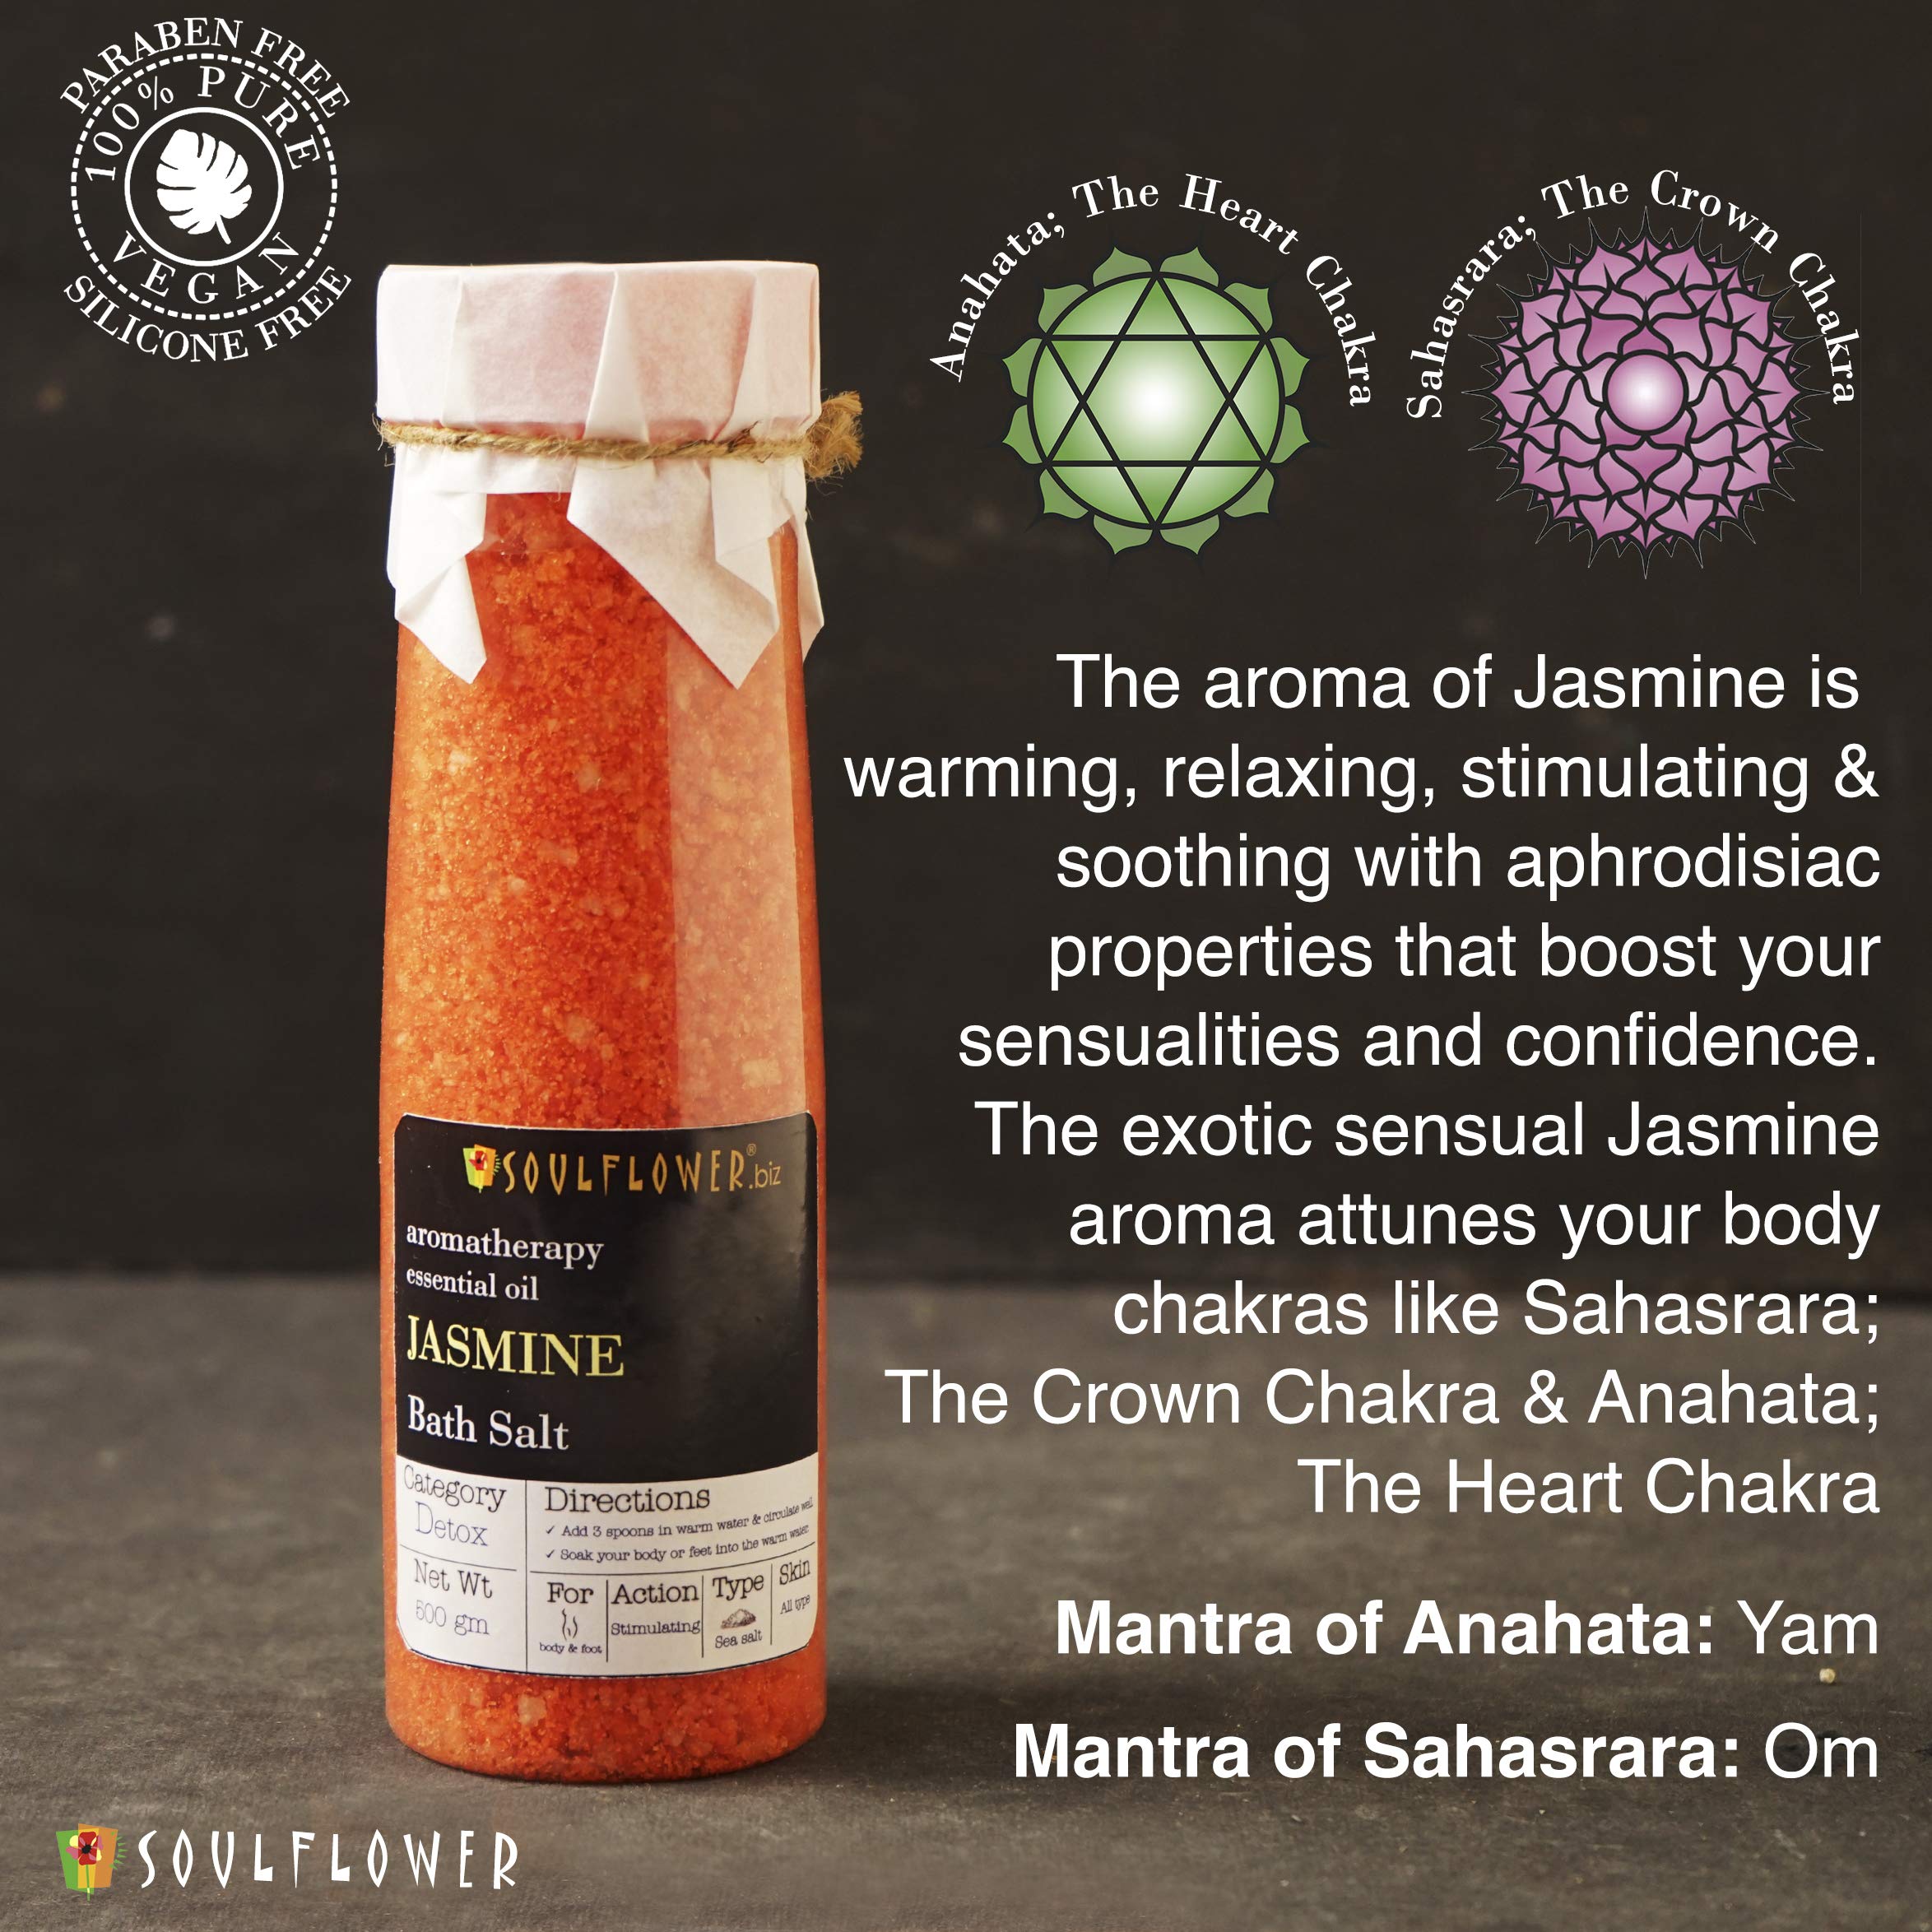 PARABEN FREE
100% PURE
VEGAN
SILICONE FREE
Anahata; The Heart Chakra
Sahasrara; The Crown Chakra
The aroma of Jasmine is
warming, relaxing, stimulating &
soothing with aphrodisiac
properties that boost your
sensualities and confidence.
The exotic sensual Jasmine
aroma attunes your body
chakras like Sahasrara;
The Crown Chakra & Anahata;
The Heart Chakra
Mantra of Anahata: Yam
Mantra of Sahasrara: Om
SOULFLOWER®.biz
aromatherapy
essential oil
JASMINE
Bath Salt
Category
Detox
Net Wt
500 gm
Directions
✓ Add 3 spoons in warm water & circulate well
✓ Soak your body or feet into the warm water
For
body & foot
Action
Stimulating
Type
Sea salt
Skin
All type
SOULFLOWER